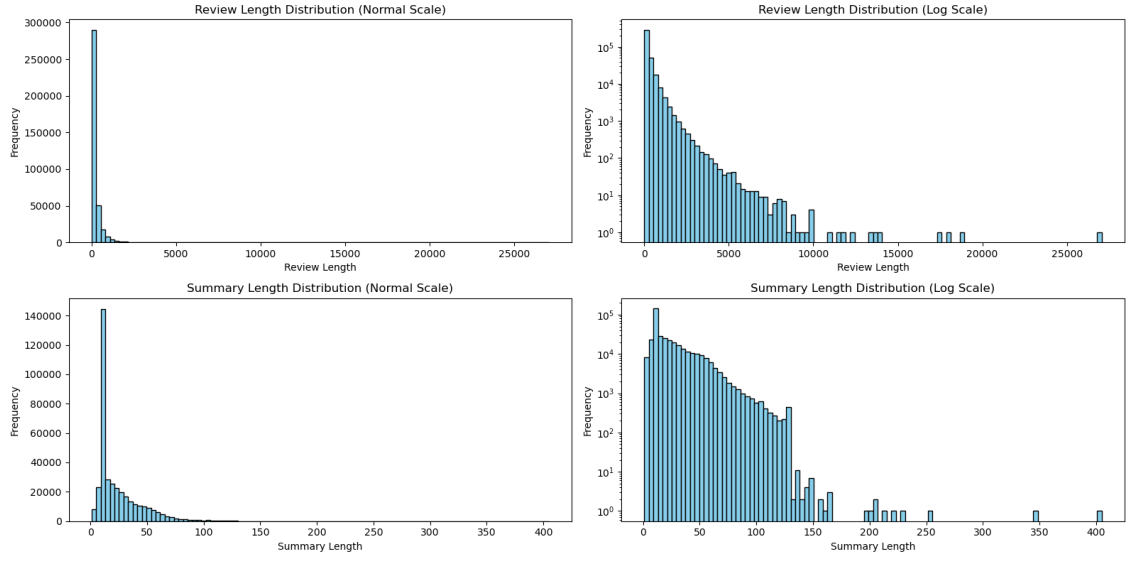 Review Length Distribution (Normal Scale)
300000
250000
200000
150000
100000
50000
0
Frequency
0 5000 10000 15000 20000 25000
Review Length
Review Length Distribution (Log Scale)
10^5
10^4
10^3
10^2
10^1
10^0
Frequency
0 5000 10000 15000 20000 25000
Review Length
Summary Length Distribution (Normal Scale)
140000
120000
100000
80000
60000
40000
20000
0
Frequency
0 50 100 150 200 250 300 350 400
Summary Length
Summary Length Distribution (Log Scale)
10^5
10^4
10^3
10^2
10^1
10^0
Frequency
0 50 100 150 200 250 300 350 400
Summary Length